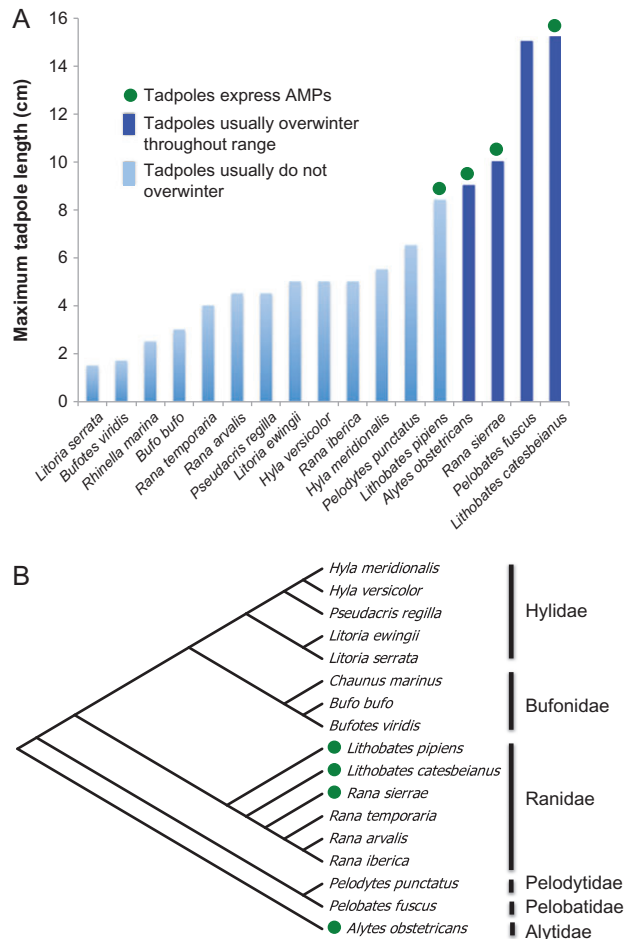 A
Maximum tadpole length (cm)
16
14
12
10
8
6
4
2
0
Tadpoles express AMPs
Tadpoles usually overwinter
throughout range
Tadpoles usually do not
overwinter
Litoria serrata
Bufotes viridis
Rhinella marina
Bufo bufo
Rana temporaria
Rana arvalis
Pseudacris regilla
Litoria ewingii
Hyla versicolor
Rana iberica
Hyla meridionalis
Pelodytes punctatus
Lithobates pipiens
Alytes obstetricans
Rana sierrae
Pelobates fuscus
Lithobates catesbeianus
B
Hyla meridionalis
Hyla versicolor
Pseudacris regilla
Litoria ewingii
Litoria serrata
Hylidae
Chaunus marinus
Bufo bufo
Bufotes viridis
Bufonidae
Lithobates pipiens
Lithobates catesbeianus
Rana sierrae
Rana temporaria
Rana arvalis
Rana iberica
Ranidae
Pelodytes punctatus
Pelodytidae
Pelobates fuscus
Pelobatidae
Alytes obstetricans
Alytidae